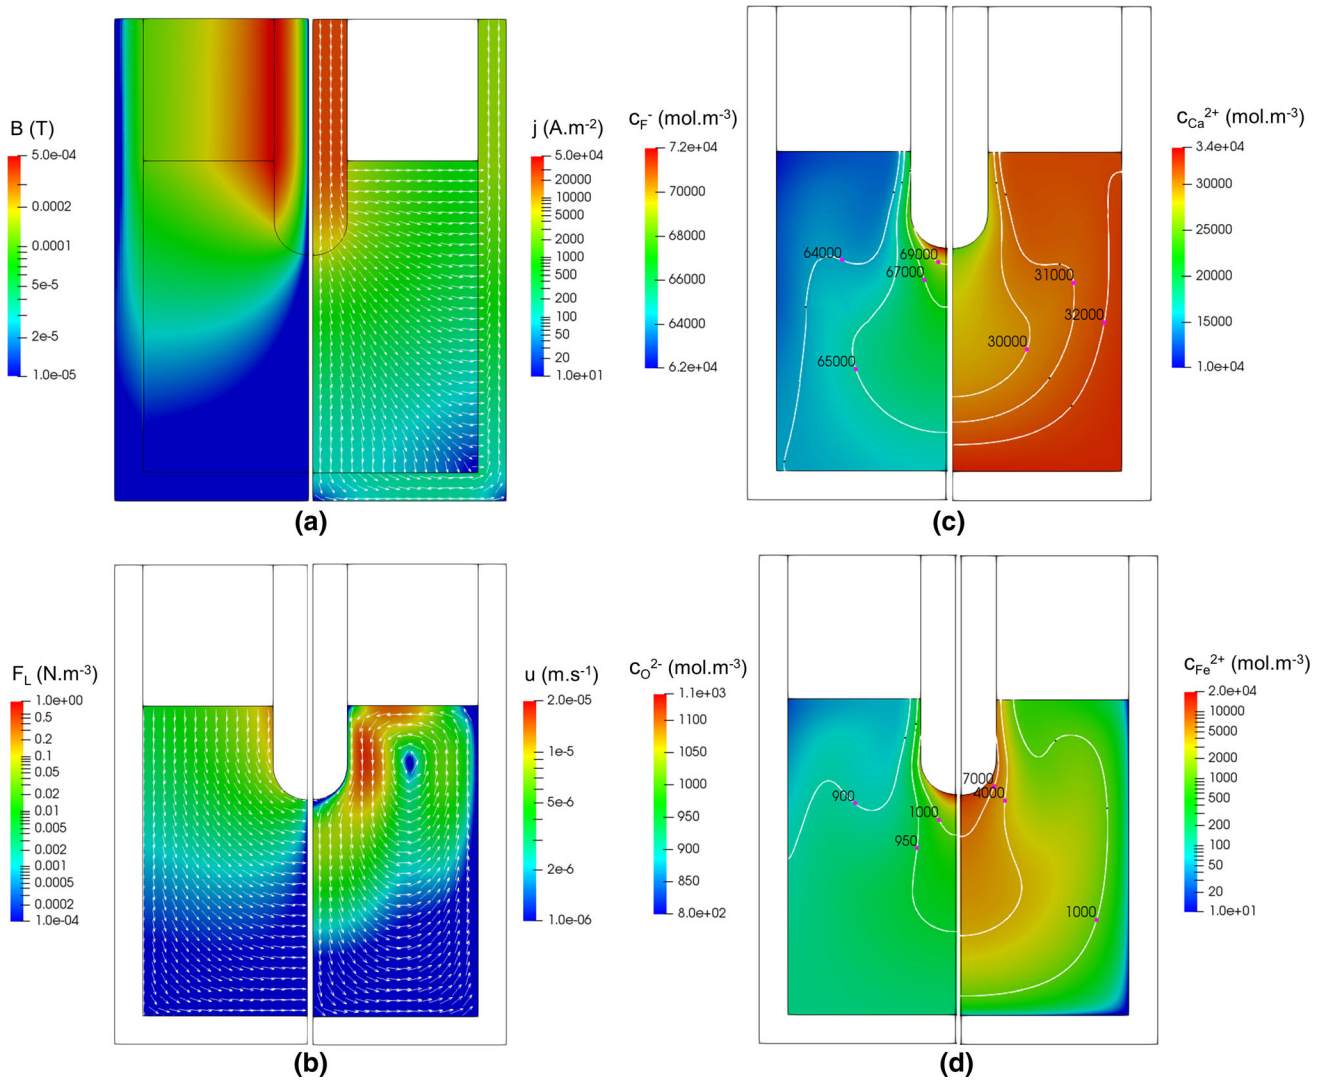 B (T)
5.0e-04
0.0002
0.0001
5e-5
2e-5
1.0e-05
j (A.m-2)
5.0e+04
20000
10000
5000
2000
1000
500
200
100
50
20
1.0e+01
(a)
cF- (mol.m-3)
7.2e+04
70000
68000
66000
64000
6.2e+04
64000
69000
67000
65000
31000
32000
30000
cCa2+ (mol.m-3)
3.4e+04
30000
25000
20000
15000
1.0e+04
(c)
FL (N.m-3)
1.0e+00
0.5
0.2
0.1
0.05
0.02
0.01
0.005
0.002
0.001
0.0005
0.0002
1.0e-04
u (m.s-1)
2.0e-05
1e-5
5e-6
2e-6
1.0e-06
(b)
cO2- (mol.m-3)
1.1e+03
1100
1050
1000
950
900
850
8.0e+02
900
1000
950
7000
4000
1000
cFe2+ (mol.m-3)
2.0e+04
10000
5000
2000
1000
500
200
100
50
20
1.0e+01
(d)